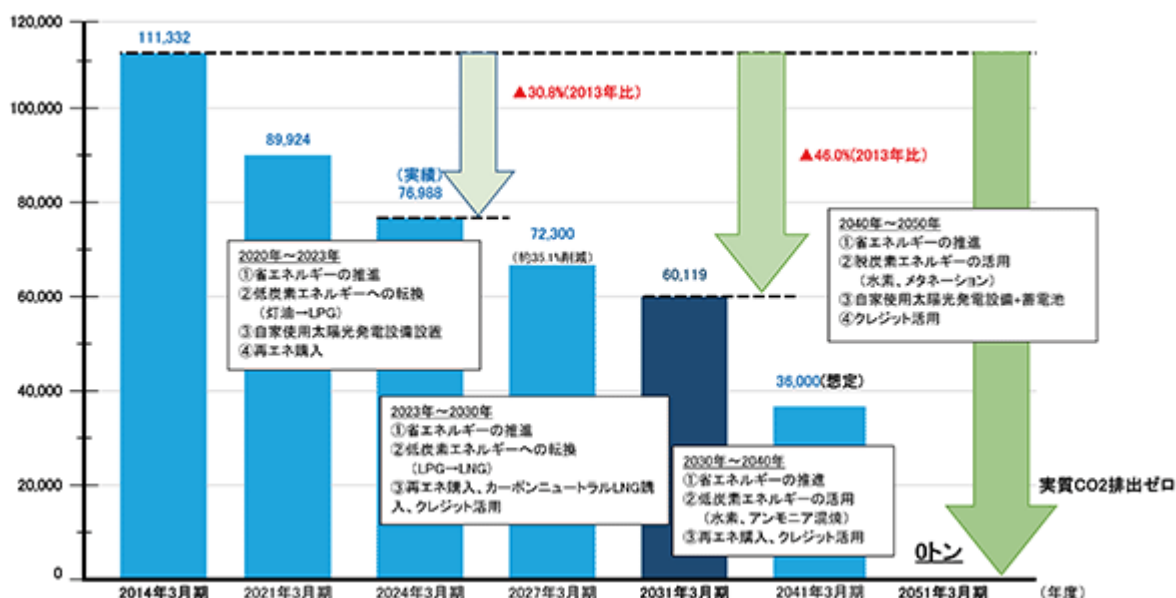 120,000
100,000
80,000
60,000
40,000
20,000
0
111,332
89,924
(実績)
76,988
72,300
(約35.1%削減)
60,119
36,000(想定)
▲30.8%(2013年比)
▲46.0%(2013年比)
2020年～2023年
①省エネルギーの推進
②低炭素エネルギーへの転換
(灯油→LPG)
③自家使用太陽光発電設備設置
④再エネ購入
2023年～2030年
①省エネルギーの推進
②低炭素エネルギーへの転換
(LPG→LNG)
③再エネ購入、カーボンニュートラルLNG購
入、クレジット活用
2030年～2040年
①省エネルギーの推進
②低炭素エネルギーの活用
(水素、アンモニア混焼)
③再エネ購入、クレジット活用
2040年～2050年
①省エネルギーの推進
②脱炭素エネルギーの活用
(水素、メタネーション)
③自家使用太陽光発電設備+蓄電池
④クレジット活用
実質CO2排出ゼロ
0トン
2014年3月期
2021年3月期
2024年3月期
2027年3月期
2031年3月期
2041年3月期
2051年3月期
(年度)